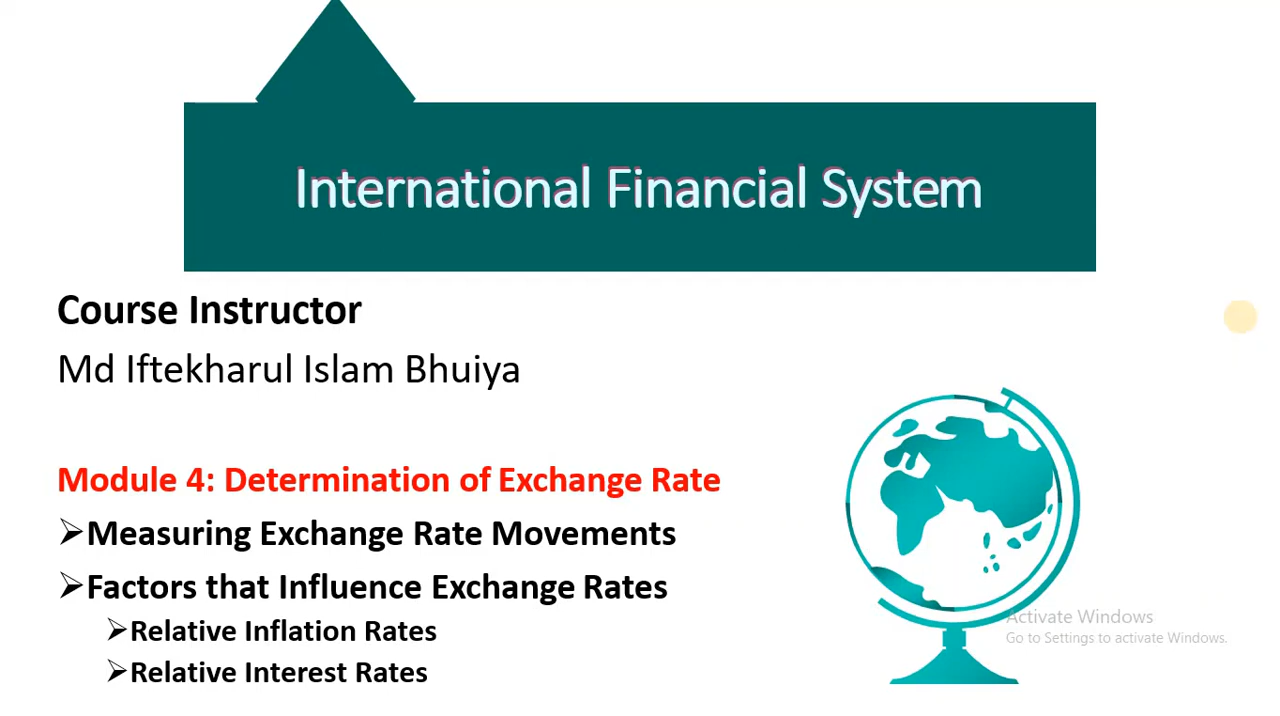 International Financial System
Course Instructor
Md Iftekharul Islam Bhuiya
Module 4: Determination of Exchange Rate
➢Measuring Exchange Rate Movements
➢Factors that Influence Exchange Rates
➢Relative Inflation Rates
➢Relative Interest Rates
Activate Windows
Go to Settings to activate Windows.